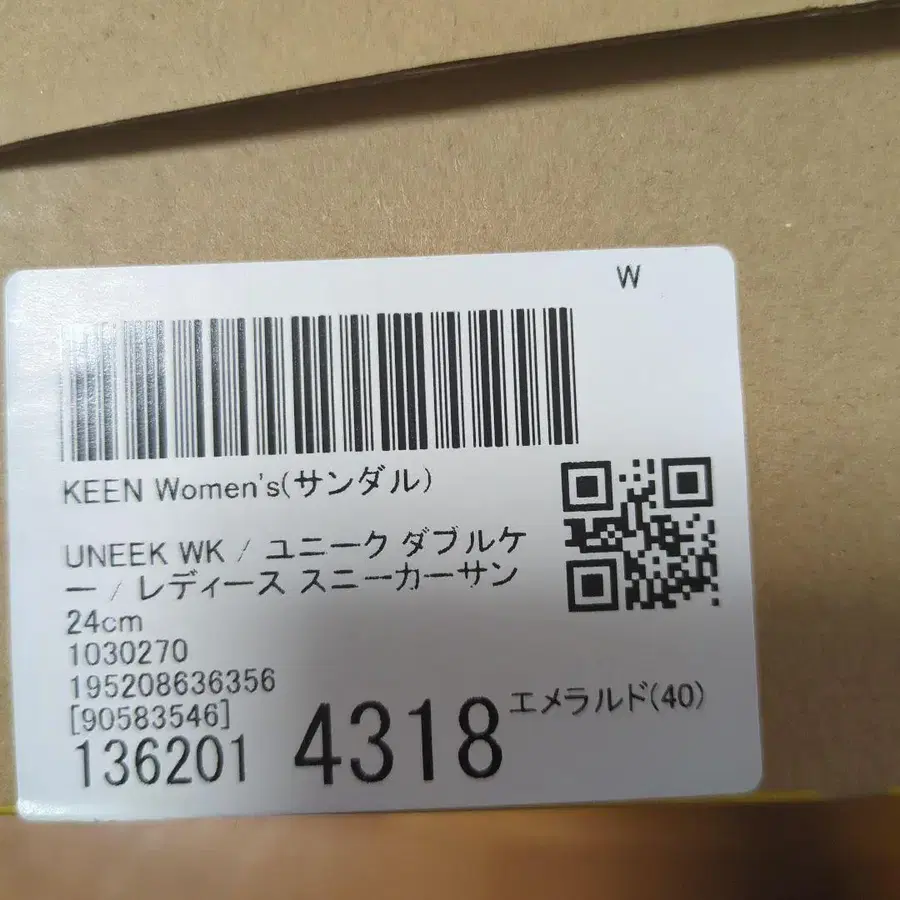 W
KEEN Women's(サンダル)
UNEEK WK / ユニーク ダブルケ
ー / レディース スニーカーサン
24cm
1030270
195208636356
[90583546]
136201 4318 エメラルド(40)